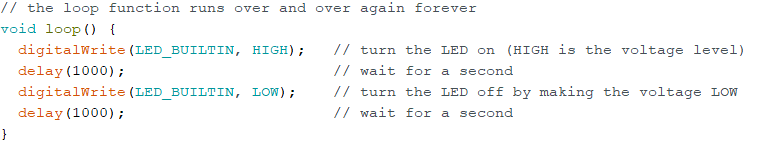 // the loop function runs over and over again forever
void loop() {
  digitalWrite(LED_BUILTIN, HIGH);   // turn the LED on (HIGH is the voltage level)
  delay(1000);                       // wait for a second
  digitalWrite(LED_BUILTIN, LOW);    // turn the LED off by making the voltage LOW
  delay(1000);                       // wait for a second
}